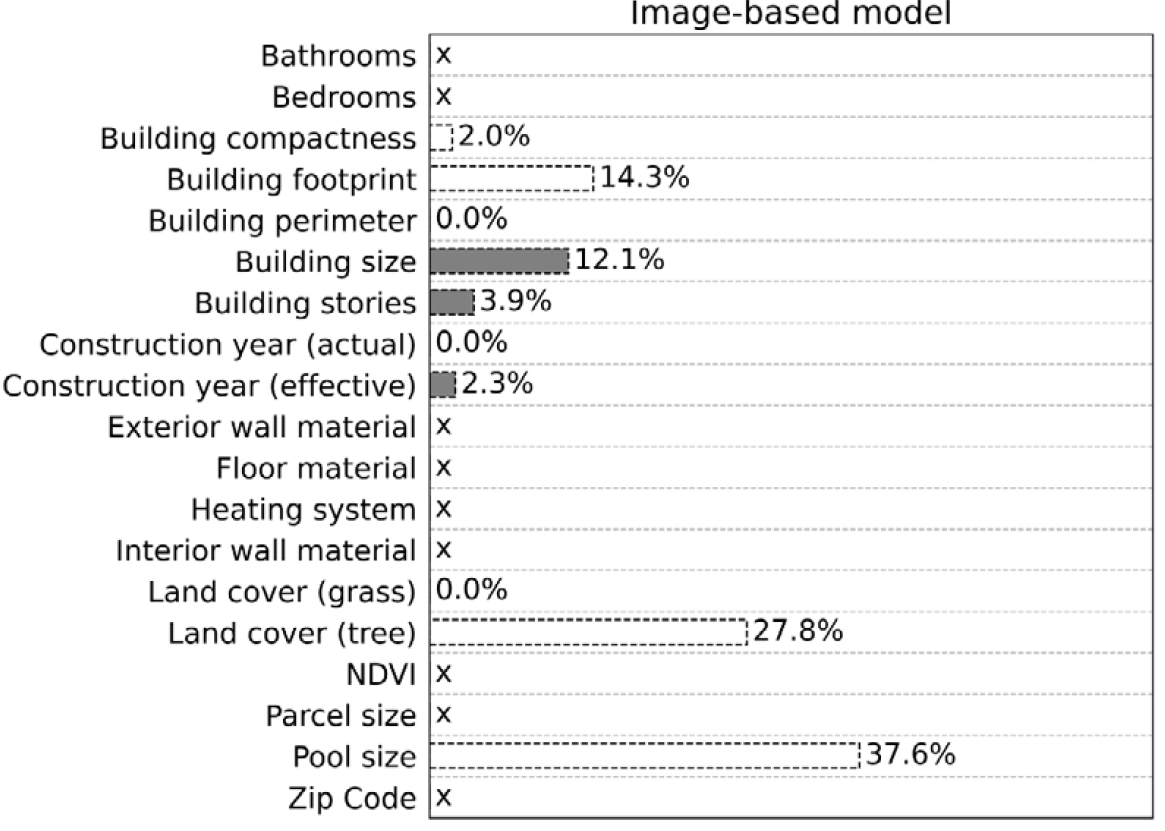 Image-based model
Bathrooms x
Bedrooms x
Building compactness 2.0%
Building footprint 14.3%
Building perimeter 0.0%
Building size 12.1%
Building stories 3.9%
Construction year (actual) 0.0%
Construction year (effective) 2.3%
Exterior wall material x
Floor material x
Heating system x
Interior wall material x
Land cover (grass) 0.0%
Land cover (tree) 27.8%
NDVI x
Parcel size x
Pool size 37.6%
Zip Code x